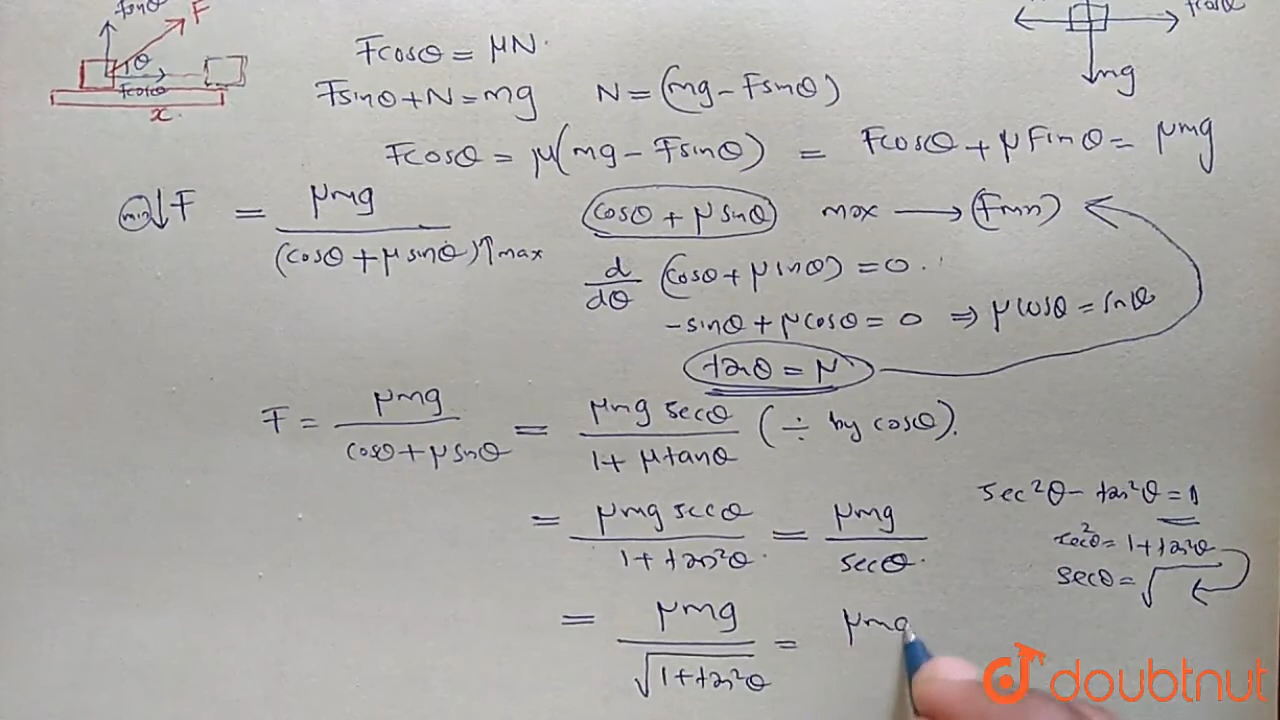 fsinθ
F
θ
Fcosθ
x
Fcosθ
mg
Fcosθ = μN
Fsinθ + N = mg   N = (mg - Fsinθ)
Fcosθ = μ(mg - Fsinθ) = Fcosθ + μFinθ = μmg
min ↓ F = μmg / (cosθ + μsinθ) ↑ max
(cosθ + μsinθ) max → (Fmn)
d/dθ (cosθ + μsinθ) = 0
-sinθ + μcosθ = 0 ⇒ μcosθ = sinθ
tanθ = μ
F = μmg / cosθ + μsinθ = μmg secθ / 1 + μtanθ (÷ by cosθ).
= μmg secθ / 1 + tan²θ = μmg / secθ
sec²θ - tan²θ = 1
sec²θ = 1 + tan²θ
secθ = √
= μmg / √1 + tan²θ = μmg
doubtnut